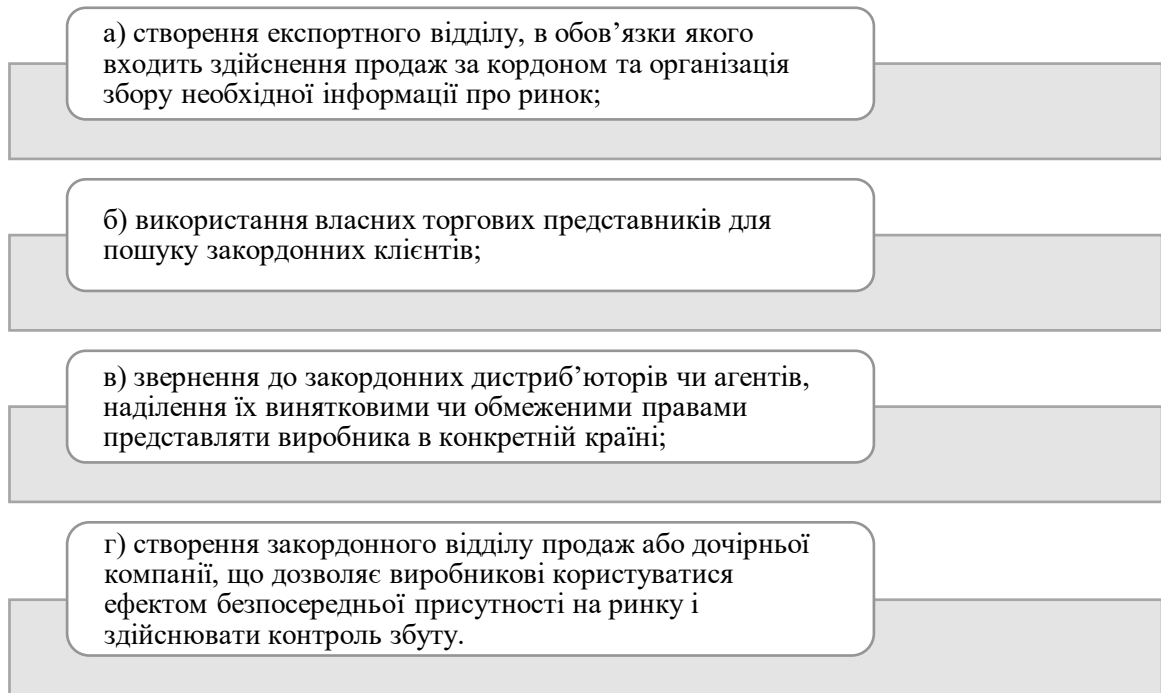 а) створення експортного відділу, в обов’язки якого
входить здійснення продаж за кордоном та організація
збору необхідної інформації про ринок;
б) використання власних торгових представників для
пошуку закордонних клієнтів;
в) звернення до закордонних дистриб’юторів чи агентів,
наділення їх винятковими чи обмеженими правами
представляти виробника в конкретній країні;
г) створення закордонного відділу продаж або дочірньої
компанії, що дозволяє виробникові користуватися
ефектом безпосередньої присутності на ринку і
здійснювати контроль збуту.